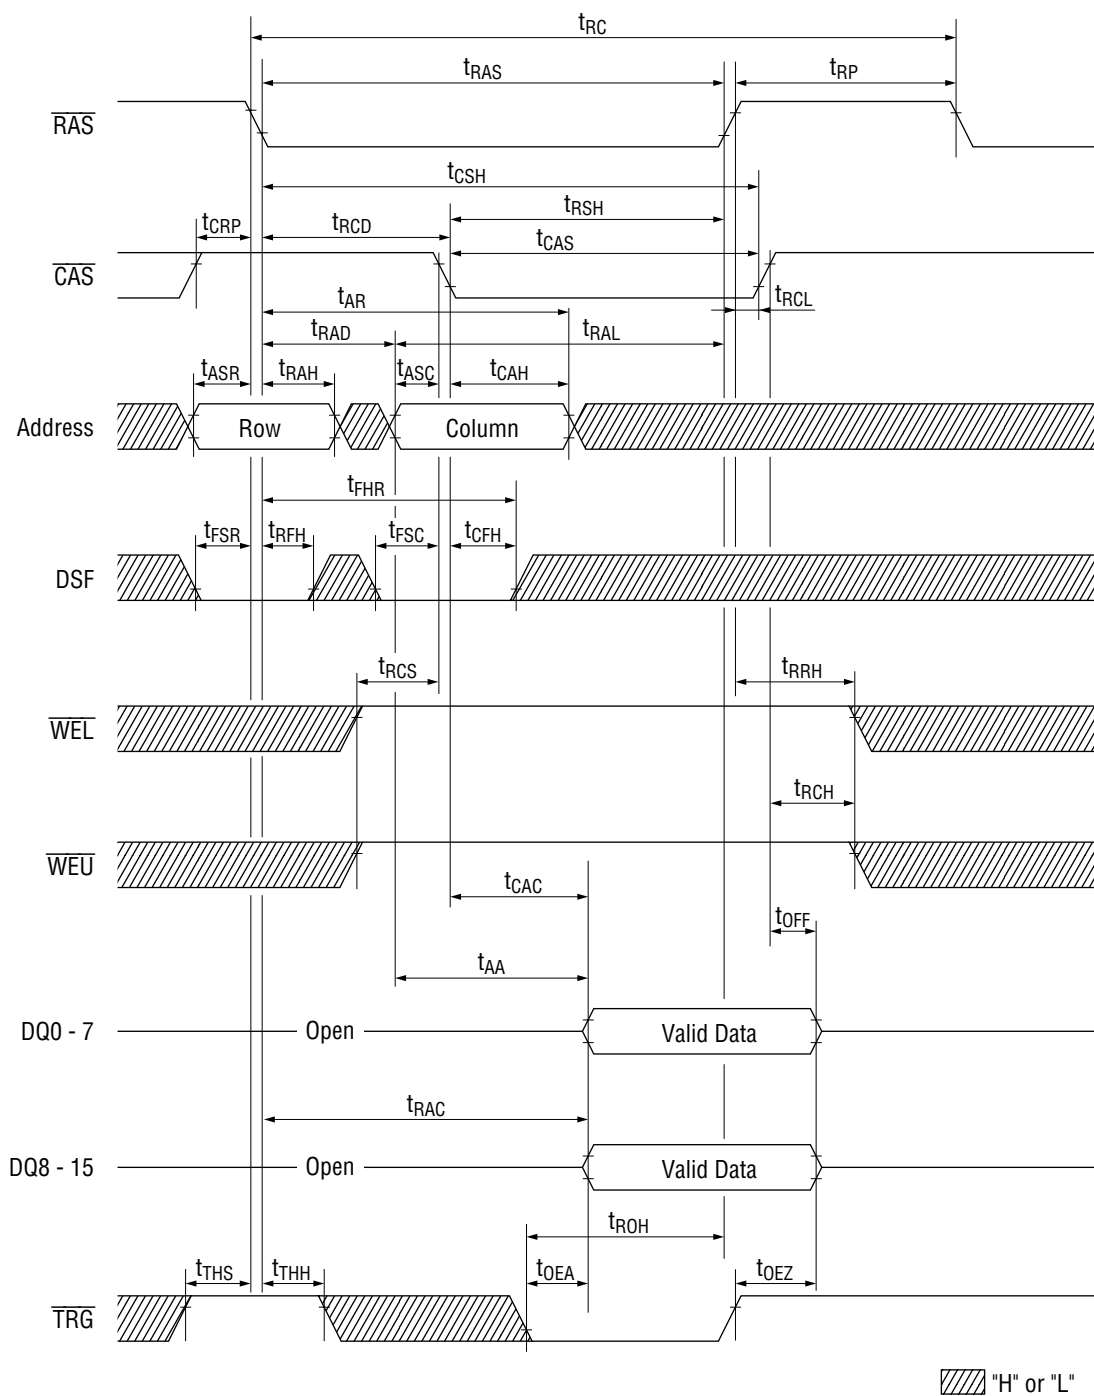 tRC
tRAS tRP
RAS
tCSH
tRSH
tCRP tRCD
tCAS
CAS
tAR tRCL
tRAD tRAL
tASR tRAH tASC tCAH
Address Row Column
tFHR
tFSR tRFH tFSC tCFH
DSF
tRCS tRRH
WEL
tRCH
WEU
tCAC
tOFF
tAA
DQ0 - 7 Open Valid Data
tRAC
DQ8 - 15 Open Valid Data
tROH
tTHS tTHH tOEA tOEZ
TRG
"H" or "L"